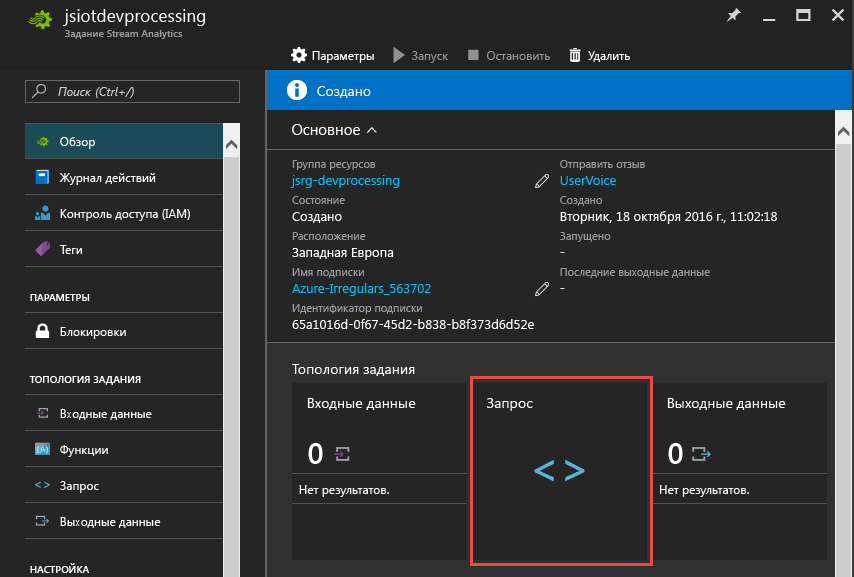 jsiotdevprocessing
Задание Stream Analytics
Параметры Запуск Остановить Удалить
Поиск (Ctrl+/)
Обзор
Журнал действий
Контроль доступа (IAM)
Теги
ПАРАМЕТРЫ
Блокировки
ТОПОЛОГИЯ ЗАДАНИЯ
Входные данные
Функции
Запрос
Выходные данные
НАСТРОЙКА
Создано
Основное
Группа ресурсов
jsrg-devprocessing
Состояние
Создано
Расположение
Западная Европа
Имя подписки
Azure-Irregulars_563702
Идентификатор подписки
65a1016d-0f67-45d2-b838-b8f373d6d52e
Отправить отзыв
UserVoice
Создано
Вторник, 18 октября 2016 г., 11:02:18
Запущено
-
Последние выходные данные
-
Топология задания
Входные данные
0
Нет результатов.
Запрос
< >
Выходные данные
0
Нет результатов.